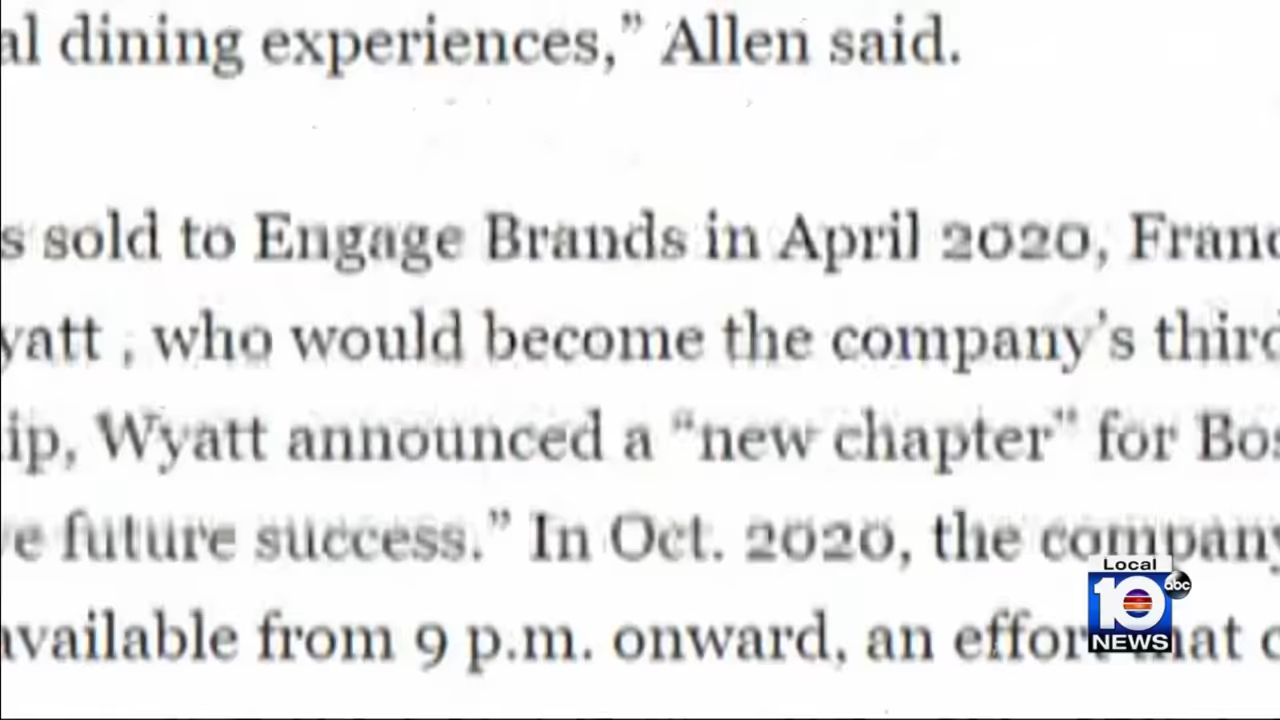 al dining experiences,” Allen said.
s sold to Engage Brands in April 2020, Franc
yatt , who would become the company’s third
ip, Wyatt announced a “new chapter” for Bos
e future success.” In Oct. 2020, the company
available from 9 p.m. onward, an effort that c
Local
10
abc
NEWS